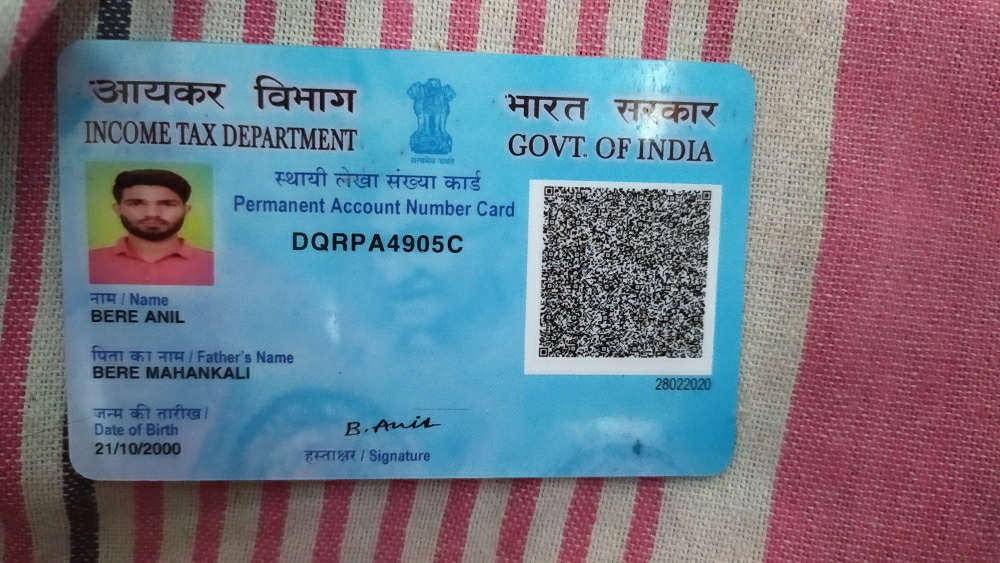 आयकर विभाग
INCOME TAX DEPARTMENT
सत्यमेव जयते
भारत सरकार
GOVT. OF INDIA
स्थायी लेखा संख्या कार्ड
Permanent Account Number Card
DQRPA4905C
नाम / Name
BERE ANIL
पिता का नाम / Father's Name
BERE MAHANKALI
जन्म की तारीख/
Date of Birth
21/10/2000
B. Anil
हस्ताक्षर / Signature
28022020